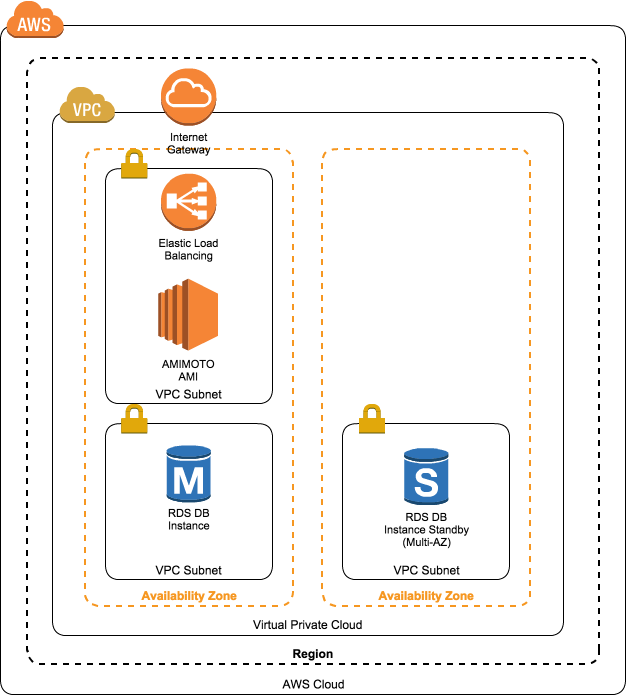 AWS
VPC
Internet
Gateway
Elastic Load
Balancing
AMIMOTO
AMI
VPC Subnet
M
RDS DB
Instance
VPC Subnet
Availability Zone
S
RDS DB
Instance Standby
(Multi-AZ)
VPC Subnet
Availability Zone
Virtual Private Cloud
Region
AWS Cloud